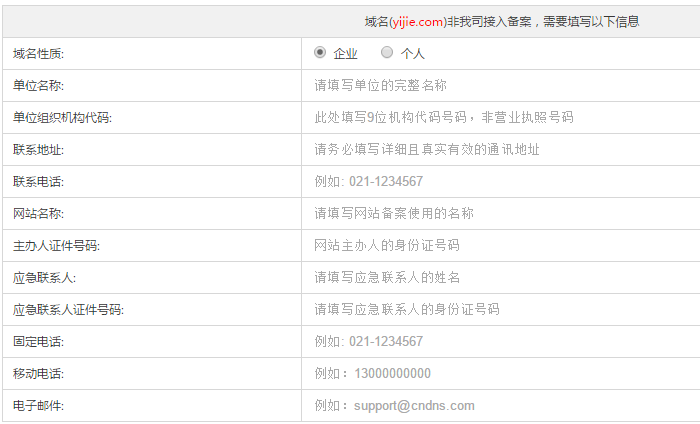 域名(yijie.com)非我司接入备案，需要填写以下信息
域名性质: 企业 个人
单位名称: 请填写单位的完整名称
单位组织机构代码: 此处填写9位机构代码号码，非营业执照号码
联系地址: 请务必填写详细且真实有效的通讯地址
联系电话: 例如: 021-1234567
网站名称: 请填写网站备案使用的名称
主办人证件号码: 网站主办人的身份证号码
应急联系人: 请填写应急联系人的姓名
应急联系人证件号码: 请填写应急联系人的身份证号码
固定电话: 例如: 021-1234567
移动电话: 例如：13000000000
电子邮件: 例如：support@cndns.com